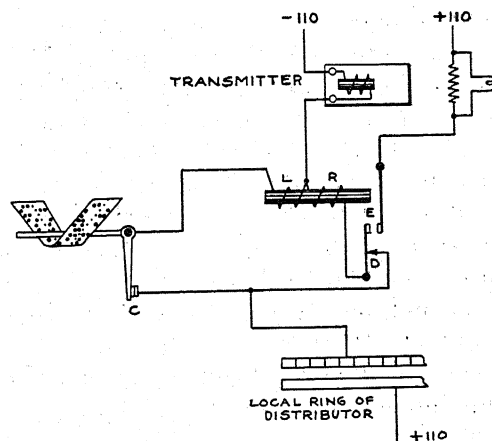 -110
+110
TRANSMITTER
L
R
E
D
C
LOCAL RING OF
DISTRIBUTOR
+110